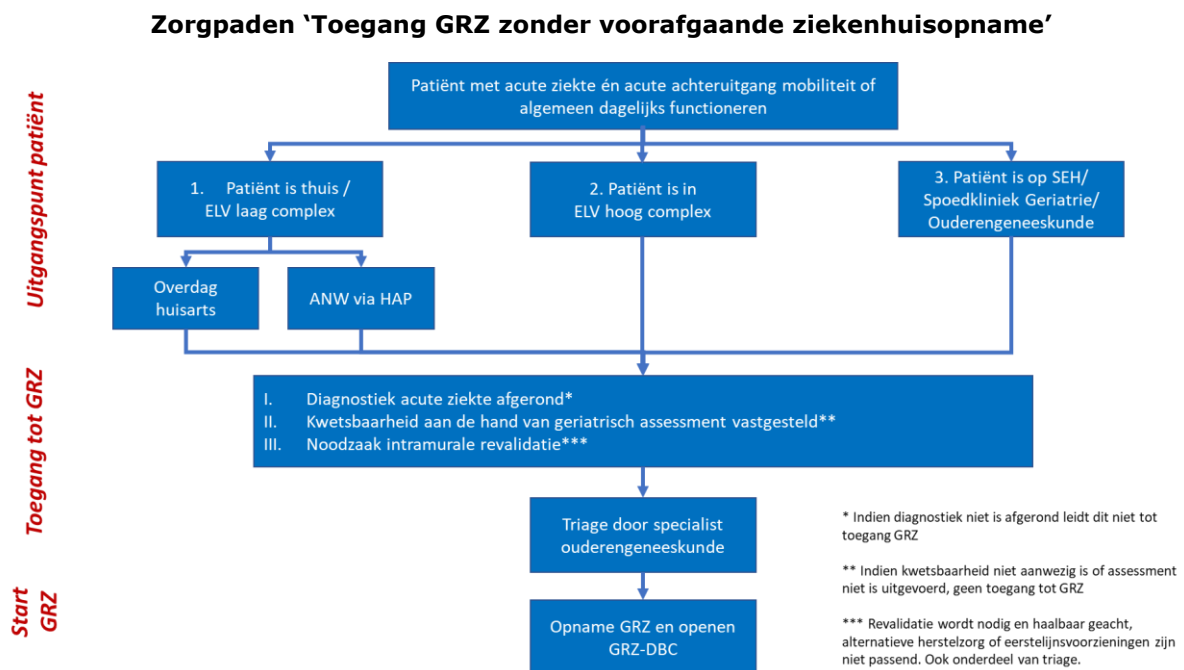 Zorgpaden ‘Toegang GRZ zonder voorafgaande ziekenhuisopname’
Uitgangspunt patiënt
Patiënt met acute ziekte én acute achteruitgang mobiliteit of
algemeen dagelijks functioneren
1. Patiënt is thuis /
ELV laag complex
2. Patiënt is in
ELV hoog complex
3. Patiënt is op SEH/
Spoedkliniek Geriatrie/
Ouderengeneeskunde
Overdag
huisarts
ANW via HAP
Toegang tot GRZ
I. Diagnostiek acute ziekte afgerond*
II. Kwetsbaarheid aan de hand van geriatrisch assessment vastgesteld**
III. Noodzaak intramurale revalidatie***
Triage door specialist
ouderengeneeskunde
Start
GRZ
Opname GRZ en openen
GRZ-DBC
* Indien diagnostiek niet is afgerond leidt dit niet tot
toegang GRZ
** Indien kwetsbaarheid niet aanwezig is of assessment
niet is uitgevoerd, geen toegang tot GRZ
*** Revalidatie wordt nodig en haalbaar geacht,
alternatieve herstelzorg of eerstelijnsvoorzieningen zijn
niet passend. Ook onderdeel van triage.